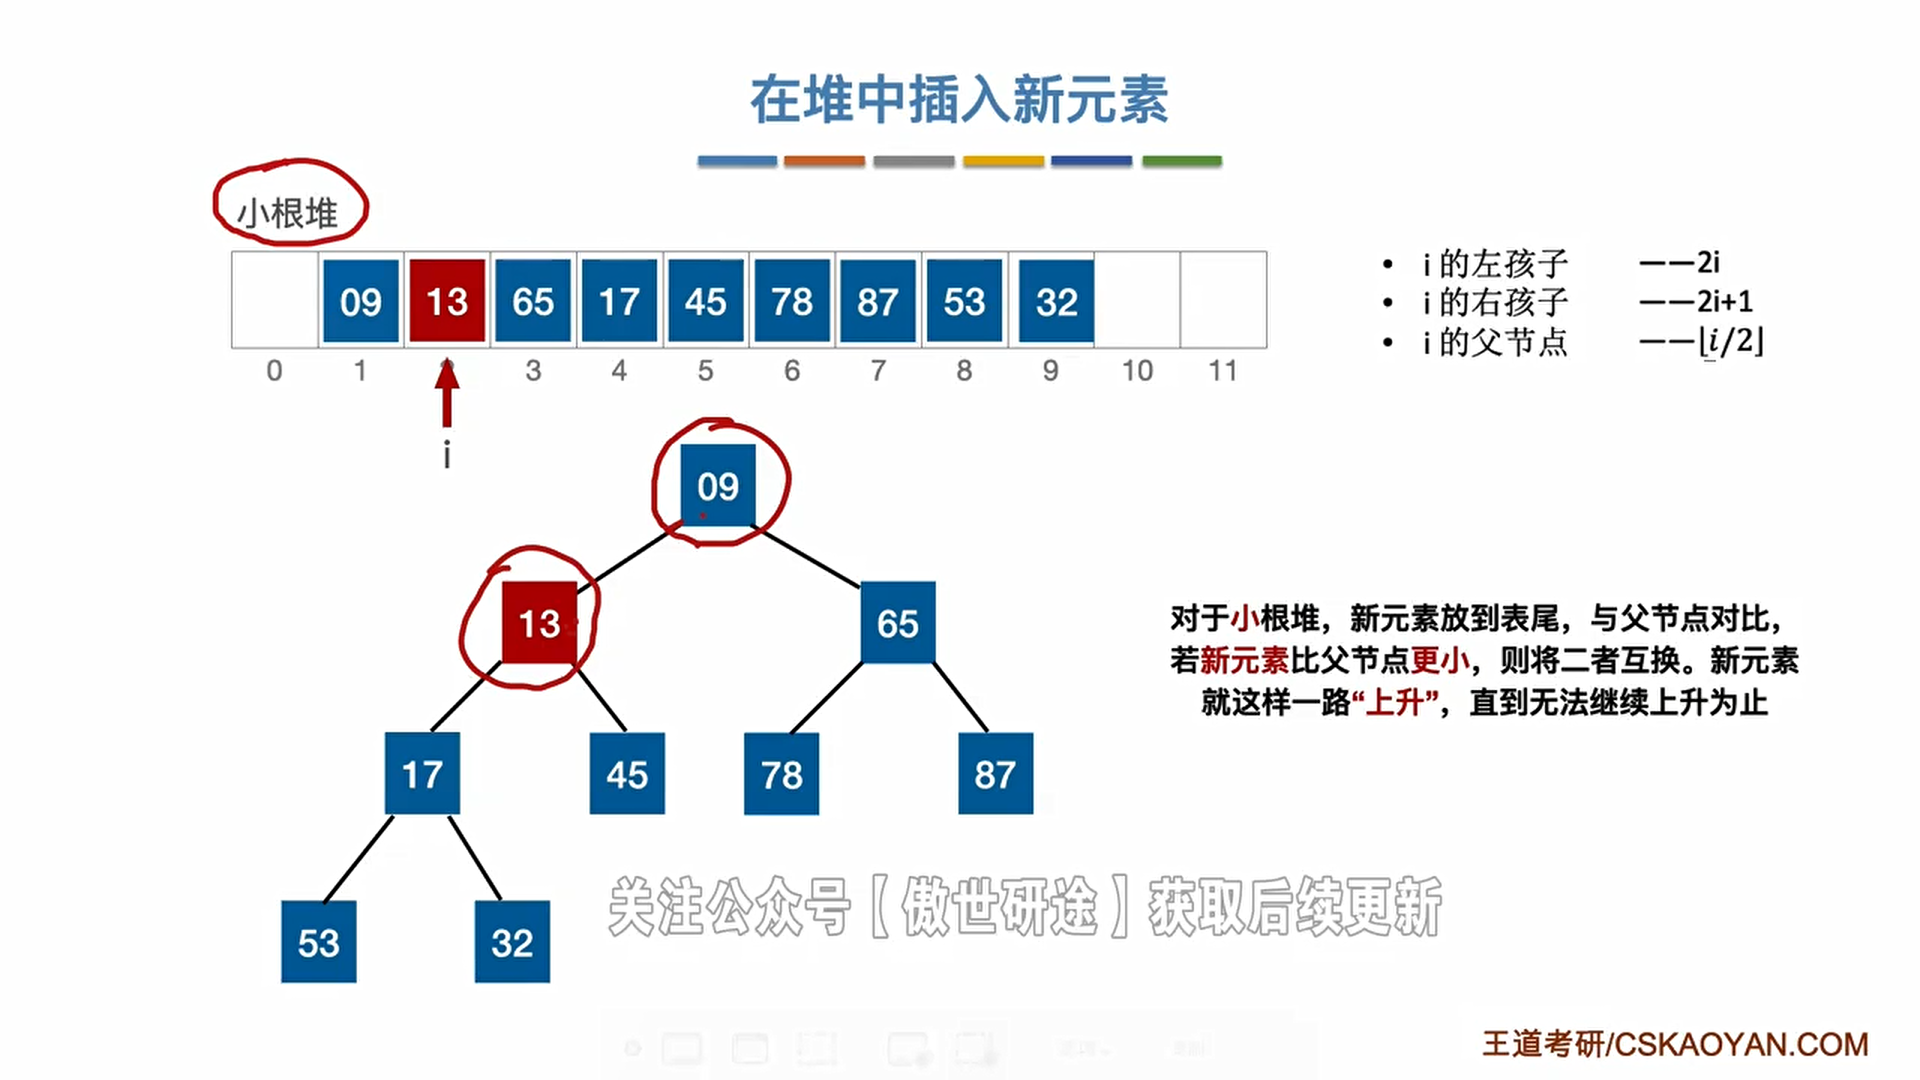 在堆中插入新元素
小根堆
09 13 65 17 45 78 87 53 32
0 1 3 4 5 6 7 8 9 10 11
i
• i 的左孩子 ——2i
• i 的右孩子 ——2i+1
• i 的父节点 ——⌊i/2⌋
09
13 65
17 45 78 87
53 32
对于小根堆，新元素放到表尾，与父节点对比，
若新元素比父节点更小，则将二者互换。新元素
就这样一路“上升”，直到无法继续上升为止
关注公众号【傲世研途】获取后续更新
王道考研/CSKAOYAN.COM